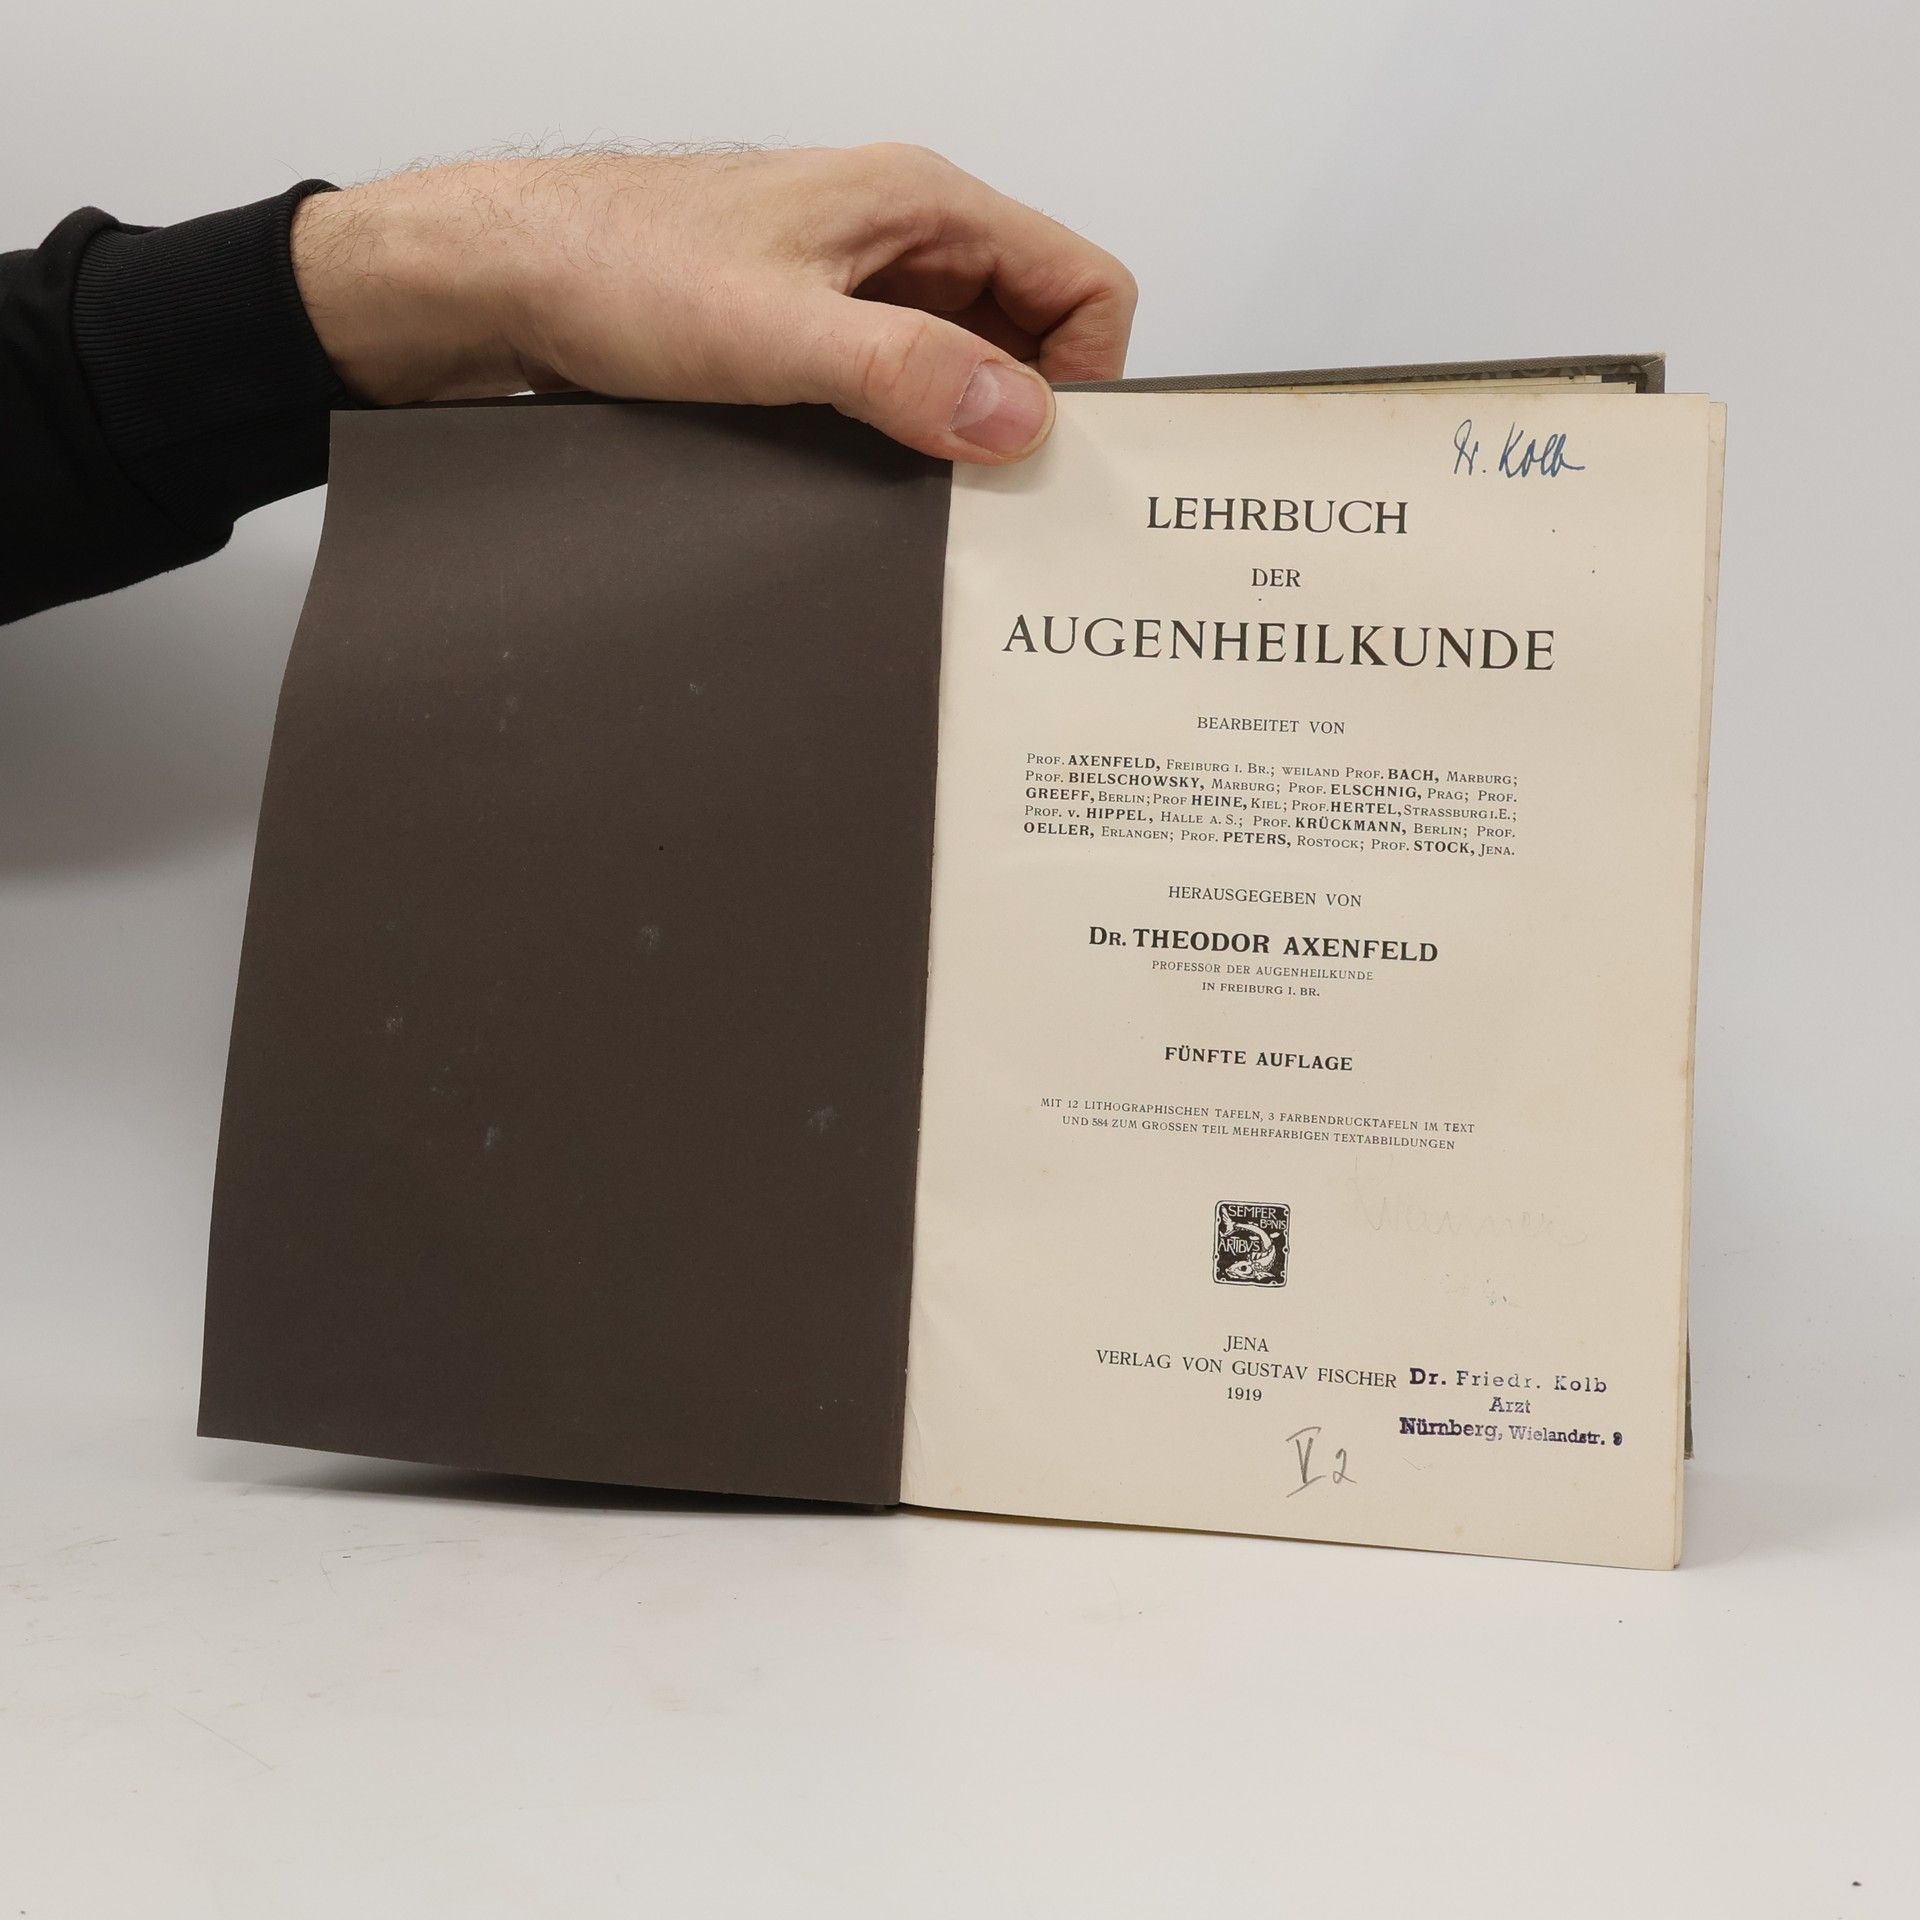 Dr. Kolb
LEHRBUCH
DER
AUGENHEILKUNDE
BEARBEITET VON
PROF. AXENFELD, FREIBURG I. BR.; WEILAND PROF. BACH, MARBURG;
PROF. BIELSCHOWSKY, MARBURG; PROF. ELSCHNIG, PRAG; PROF.
GREEFF, BERLIN; PROF HEINE, KIEL; PROF. HERTEL, STRASSBURG I. E.;
PROF. v. HIPPEL, HALLE A. S.; PROF. KRÜCKMANN, BERLIN; PROF.
OELLER, ERLANGEN; PROF. PETERS, ROSTOCK; PROF. STOCK, JENA.
HERAUSGEGEBEN VON
DR. THEODOR AXENFELD
PROFESSOR DER AUGENHEILKUNDE
IN FREIBURG I. BR.
FÜNFTE AUFLAGE
MIT 12 LITHOGRAPHISCHEN TAFELN, 3 FARBENDRUCKTAFELN IM TEXT
UND 584 ZUM GROSSEN TEIL MEHRFARBIGEN TEXTABBILDUNGEN
SEMPER
BONIS
ARTIBVS
JENA
VERLAG VON GUSTAV FISCHER
1919
Dr. Friedr. Kolb
Arzt
Nürnberg, Wielandstr. 9
V 2